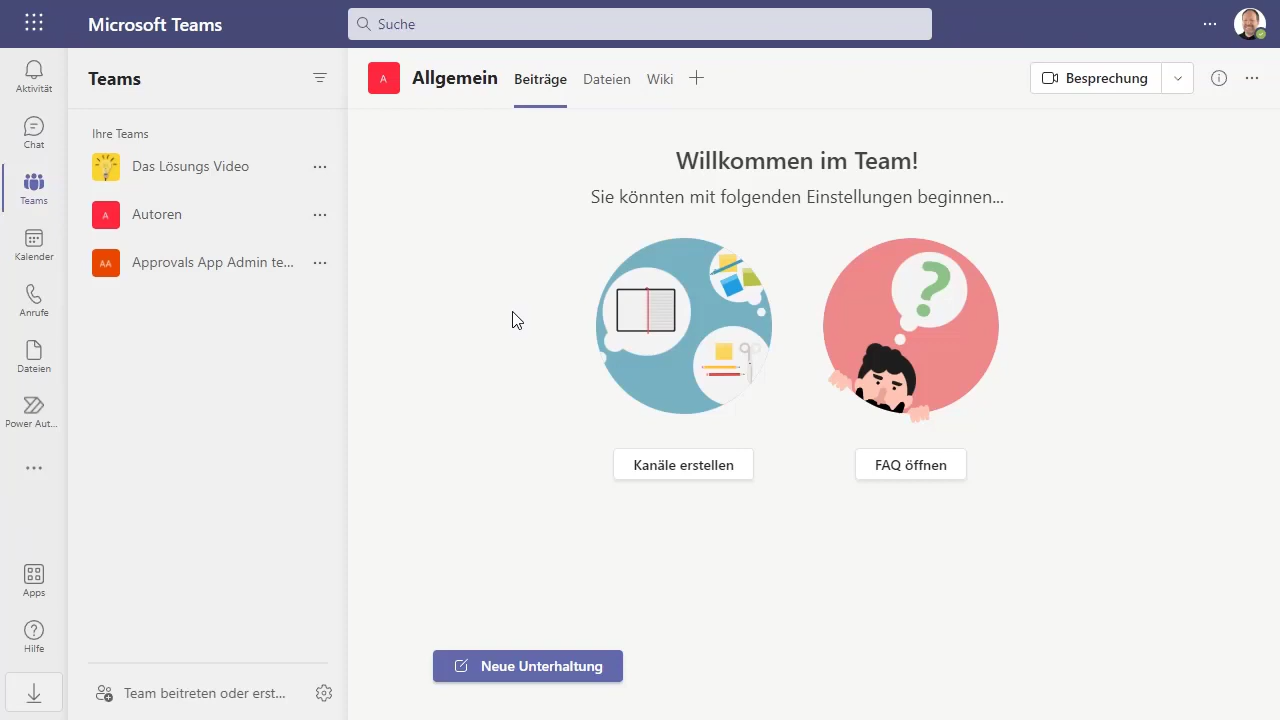 Microsoft Teams
Suche
Aktivität
Chat
Teams
Kalender
Anrufe
Dateien
Power Aut...
Apps
Hilfe
Teams
Ihre Teams
Das Lösungs Video
A
Autoren
AA
Approvals App Admin te...
Team beitreten oder erst...
A
Allgemein
Beiträge
Dateien
Wiki
Besprechung
Willkommen im Team!
Sie könnten mit folgenden Einstellungen beginnen...
Kanäle erstellen
FAQ öffnen
Neue Unterhaltung